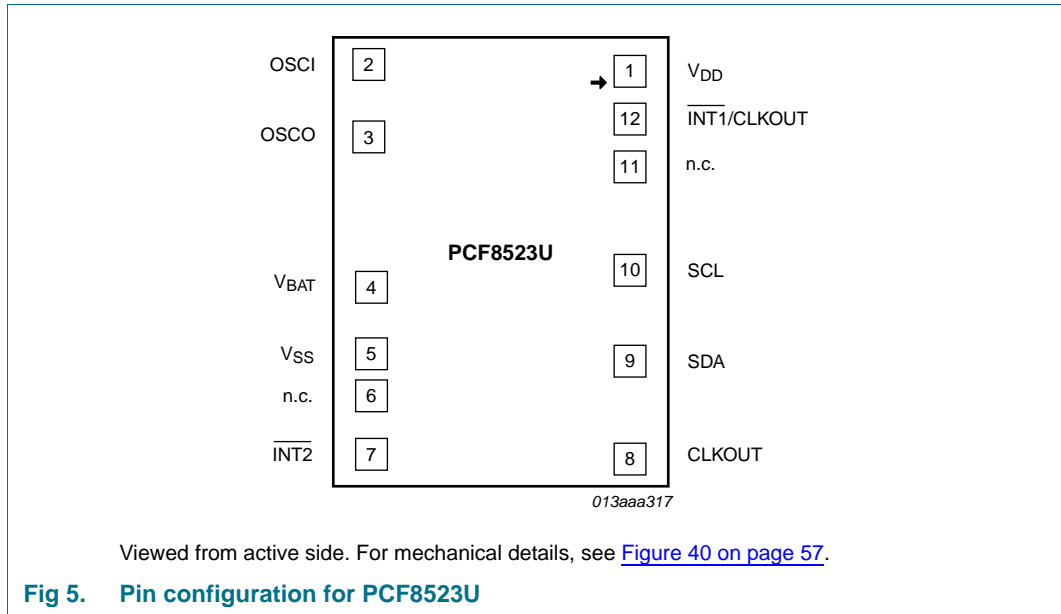 OSCI 2 1 VDD
12 INT1/CLKOUT
OSCO 3
11 n.c.
PCF8523U
10 SCL
VBAT 4
VSS 5 9 SDA
n.c. 6
INT2 7 8 CLKOUT
013aaa317
Viewed from active side. For mechanical details, see Figure 40 on page 57.
Fig 5. Pin configuration for PCF8523U